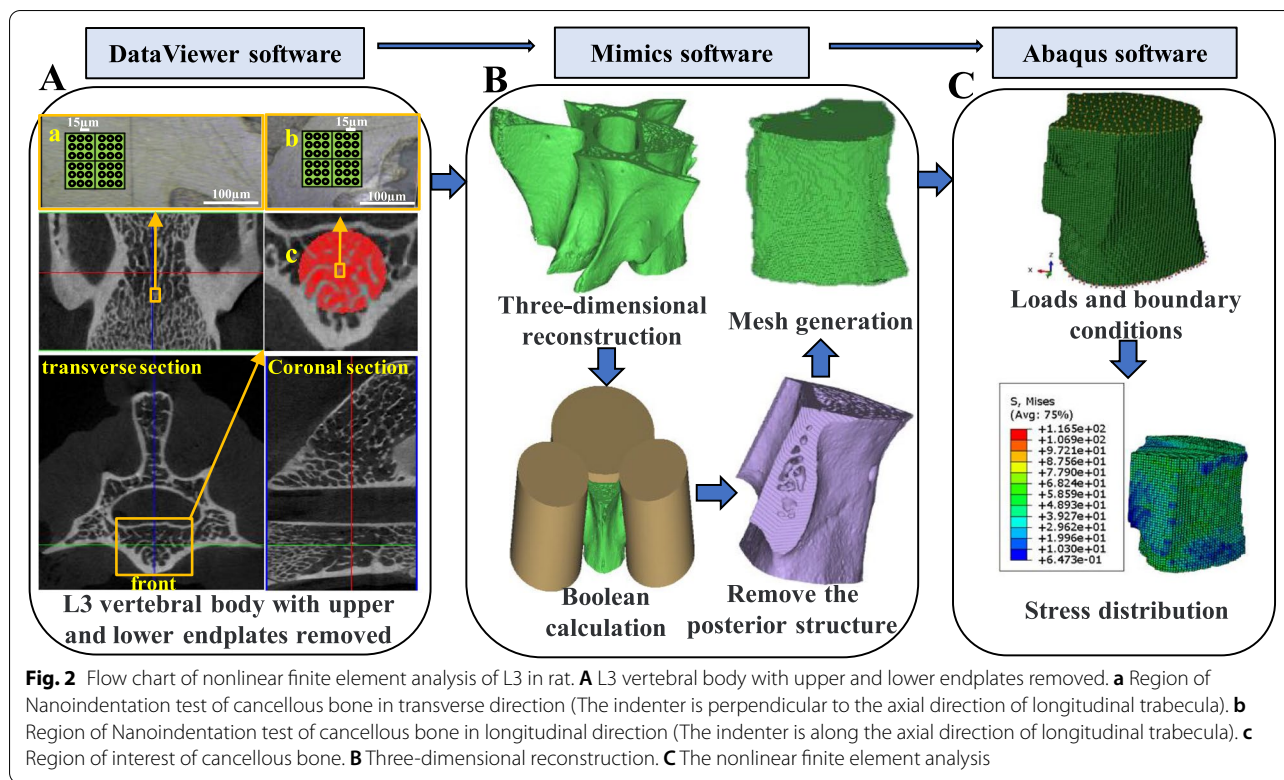 DataViewer software
Mimics software
Abaqus software
A
15µm
a
100µm
15µm
b
100µm
c
transverse section
Coronal section
front
L3 vertebral body with upper
and lower endplates removed
B
Three-dimensional
reconstruction
Mesh generation
Boolean
calculation
Remove the
posterior structure
C
z
x
Loads and boundary
conditions
S, Mises
(Avg: 75%)
+1.165e+02
+1.069e+02
+9.721e+01
+8.756e+01
+7.790e+01
+6.824e+01
+5.859e+01
+4.893e+01
+3.927e+01
+2.962e+01
+1.996e+01
+1.030e+01
+6.473e-01
Stress distribution
Fig. 2 Flow chart of nonlinear finite element analysis of L3 in rat. A L3 vertebral body with upper and lower endplates removed. a Region of
Nanoindentation test of cancellous bone in transverse direction (The indenter is perpendicular to the axial direction of longitudinal trabecula). b
Region of Nanoindentation test of cancellous bone in longitudinal direction (The indenter is along the axial direction of longitudinal trabecula). c
Region of interest of cancellous bone. B Three-dimensional reconstruction. C The nonlinear finite element analysis